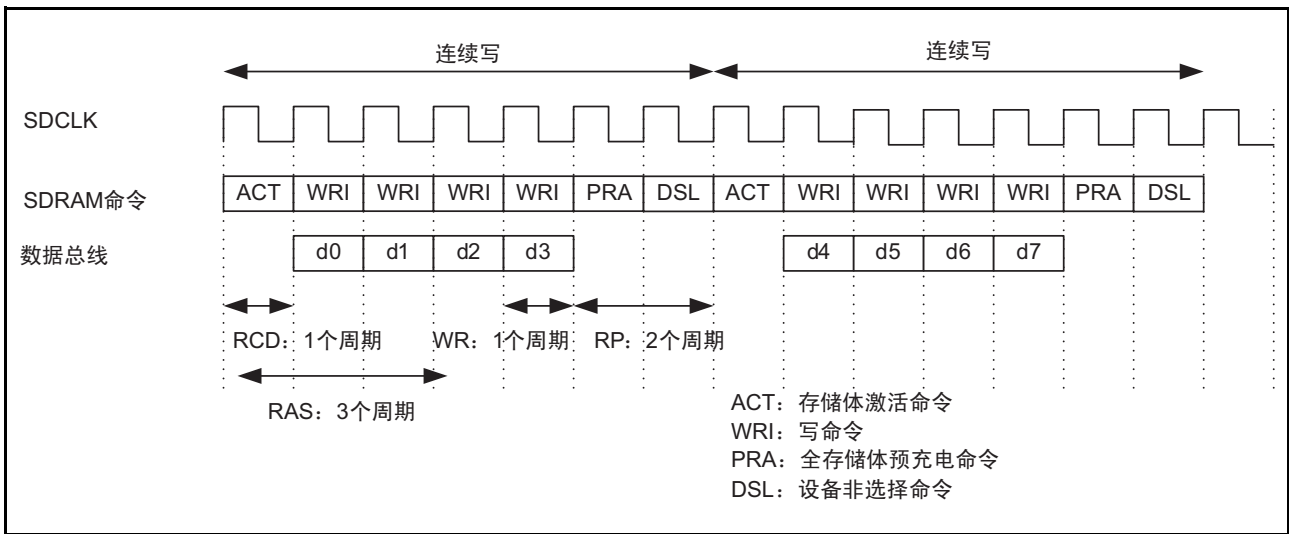 连续写 连续写
SDCLK
SDRAM命令 ACT WRI WRI WRI WRI PRA DSL ACT WRI WRI WRI WRI PRA DSL
数据总线 d0 d1 d2 d3 d4 d5 d6 d7
RCD：1个周期 WR：1个周期 RP：2个周期
RAS：3个周期
ACT：存储体激活命令
WRI：写命令
PRA：全存储体预充电命令
DSL：设备非选择命令